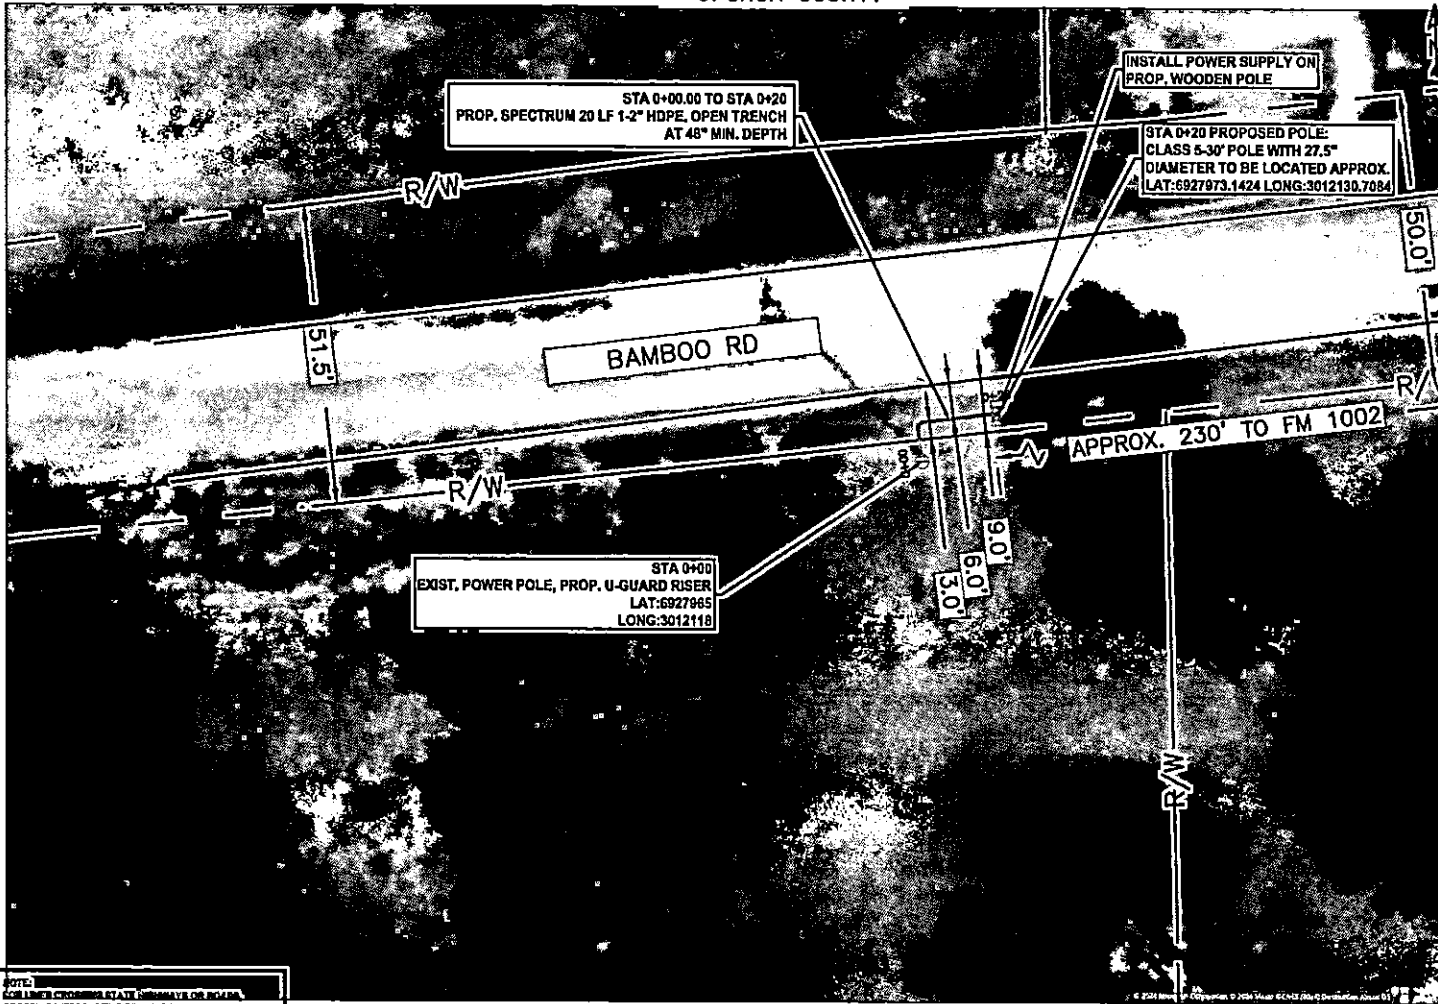 INSTALL POWER SUPPLY ON
PROP. WOODEN POLE
STA 0+00.00 TO STA 0+20
PROP. SPECTRUM 20 LF 1-2" HDPE, OPEN TRENCH
AT 48" MIN. DEPTH
STA 0+20 PROPOSED POLE:
CLASS 5-30' POLE WITH 27.5"
DIAMETER TO BE LOCATED APPROX.
LAT:6927973.1424 LONG:3012130.7084
R/W
50.0'
51.5'
BAMBOO RD
R/
APPROX. 230' TO FM 1002
R/W
9.0'
6.0'
3.0'
STA 0+00
EXIST. POWER POLE, PROP. U-GUARD RISER
LAT:6927965
LONG:3012118
R/W
NOTE: